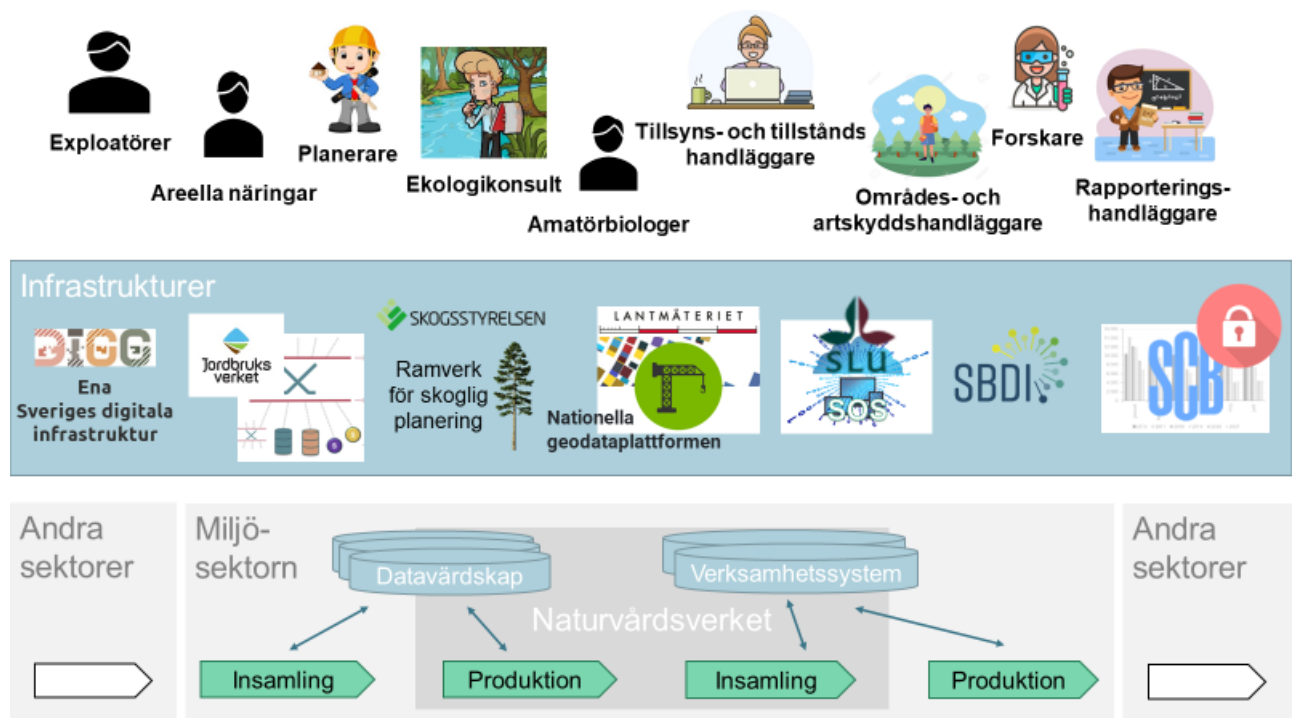 Exploatörer
Areella näringar
Planerare
Ekologikonsult
Amatörbiologer
Tillsyns- och tillstånds
handläggare
Områdes- och
artskyddshandläggare
Forskare
Rapporterings-
handläggare
Infrastrukturer
DIGG
Ena
Sveriges digitala
infrastruktur
Jordbruks
verket
SKOGSSTYRELSEN
Ramverk
för skoglig
planering
LANTMÄTERIET
Nationella
geodataplattformen
SLU
SOS
SBDI
SCB
Andra
sektorer
Miljö-
sektorn
Datavärdskap
Verksamhetssystem
Naturvårdsverket
Insamling
Produktion
Insamling
Produktion
Andra
sektorer